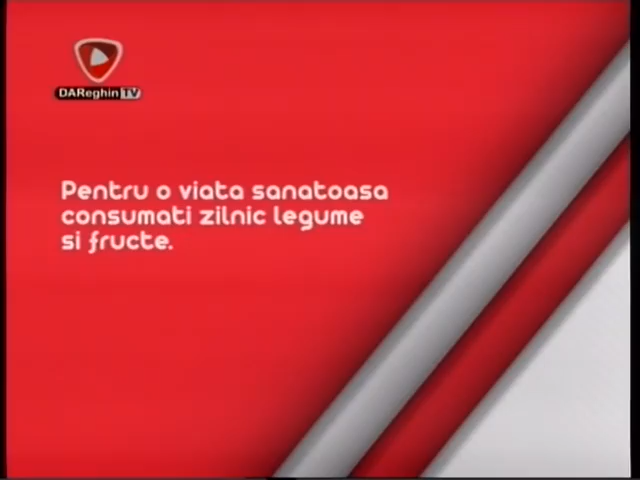 DAReghin TV
Pentru o viata sanatoasa
consumati zilnic legume
si fructe.